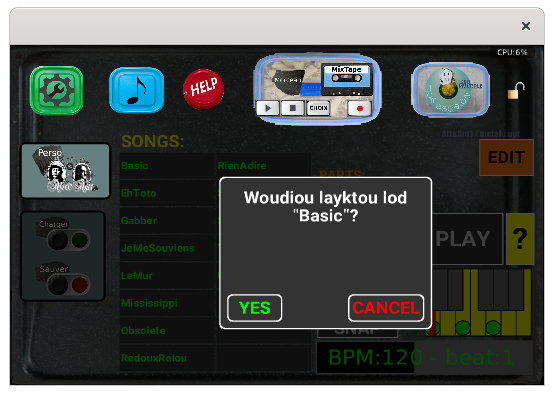 CPU:6%
HELP
Morceau
MixTape
CHOIX
Perso
SONGS:
EDIT
Basic
RienAdire
EhToto
Gabber
JeMeSouviens
LeMur
Mississippi
Obsolete
RedouxRelou
Charger
Sauver
Woudiou layktou lod
"Basic"?
YES
CANCEL
PLAY
?
SNAP
BPM:120 - beat:1